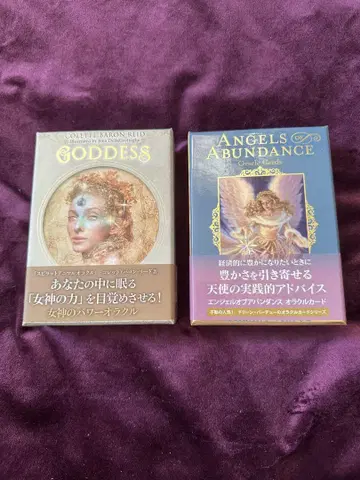 COLETTE BARON-REID
GODDESS
あなたの中に眠る
「女神の力」を目覚めさせる!
女神のパワーオラクル
ANGELS OF
ABUNDANCE
Oracle Cards
経済的に豊かになりたいときに
豊かさを引き寄せる
天使の実践的アドバイス
エンジェルオブアバンダンス オラクルカード